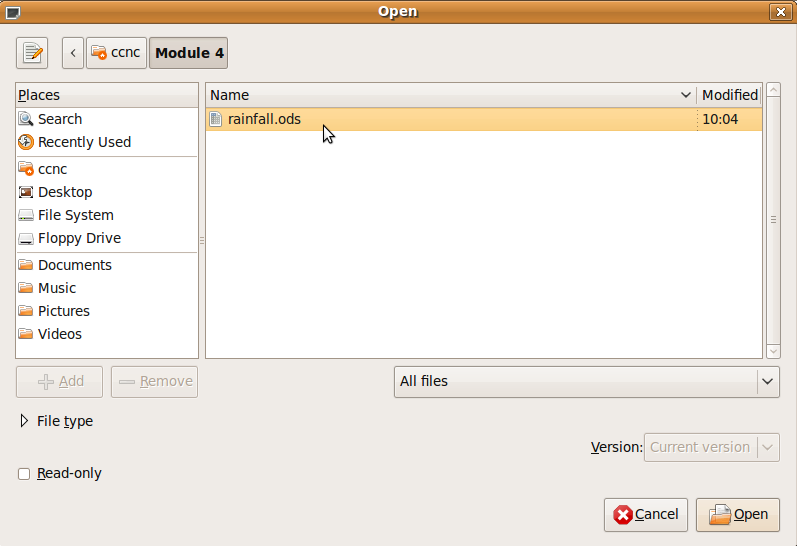 Open
ccnc Module 4
Places
Search
Recently Used
ccnc
Desktop
File System
Floppy Drive
Documents
Music
Pictures
Videos
Name Modified
rainfall.ods 10:04
Add Remove
All files
File type
Version: Current version
Read-only
Cancel Open